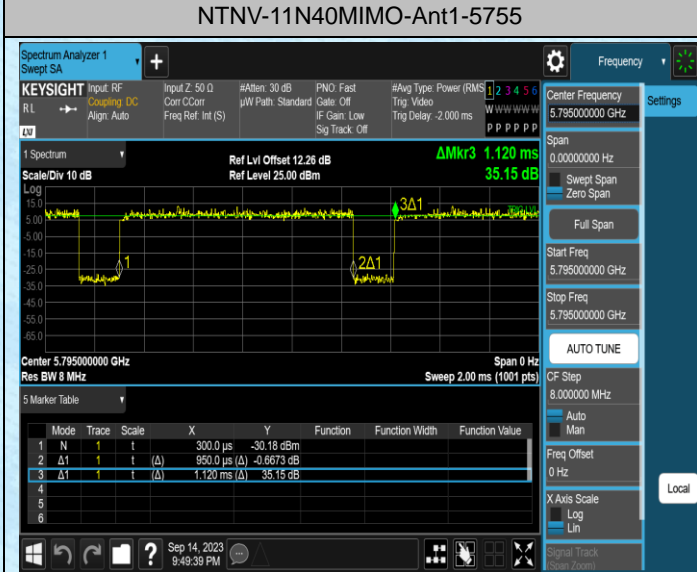 NTNV-11N40MIMO-Ant1-5755
Spectrum Analyzer 1
Swept SA
Frequency
KEYSIGHT
RL
LXI
Input: RF
Coupling: DC
Align: Auto
Input Z: 50 Ω
Corr CCorr
Freq Ref: Int (S)
#Atten: 30 dB
µW Path: Standard
PNO: Fast
Gate: Off
IF Gain: Low
Sig Track: Off
#Avg Type: Power (RMS
Trig: Video
Trig Delay: -2.000 ms
1 2 3 4 5 6
W W W W W W
P P P P P P
Center Frequency
5.795000000 GHz
Settings
Span
0.00000000 Hz
Swept Span
Zero Span
Full Span
Start Freq
5.795000000 GHz
Stop Freq
5.795000000 GHz
AUTO TUNE
CF Step
8.000000 MHz
Auto
Man
Freq Offset
0 Hz
X Axis Scale
Log
Lin
Signal Track
(Span Zoom)
Local
1 Spectrum
Scale/Div 10 dB
Ref Lvl Offset 12.26 dB
Ref Level 25.00 dBm
ΔMkr3 1.120 ms
35.15 dB
Log
15.0
5.00
-5.00
-15.0
-25.0
-35.0
-45.0
-55.0
-65.0
3Δ1
TRIG LVL
1
2Δ1
Center 5.795000000 GHz
Res BW 8 MHz
Span 0 Hz
Sweep 2.00 ms (1001 pts)
5 Marker Table
Mode Trace Scale X Y Function Function Width Function Value
1 N 1 t 300.0 µs -30.18 dBm
2 Δ1 1 t (Δ) 950.0 µs (Δ) -0.6673 dB
3 Δ1 1 t (Δ) 1.120 ms (Δ) 35.15 dB
4
5
6
Sep 14, 2023
9:49:39 PM